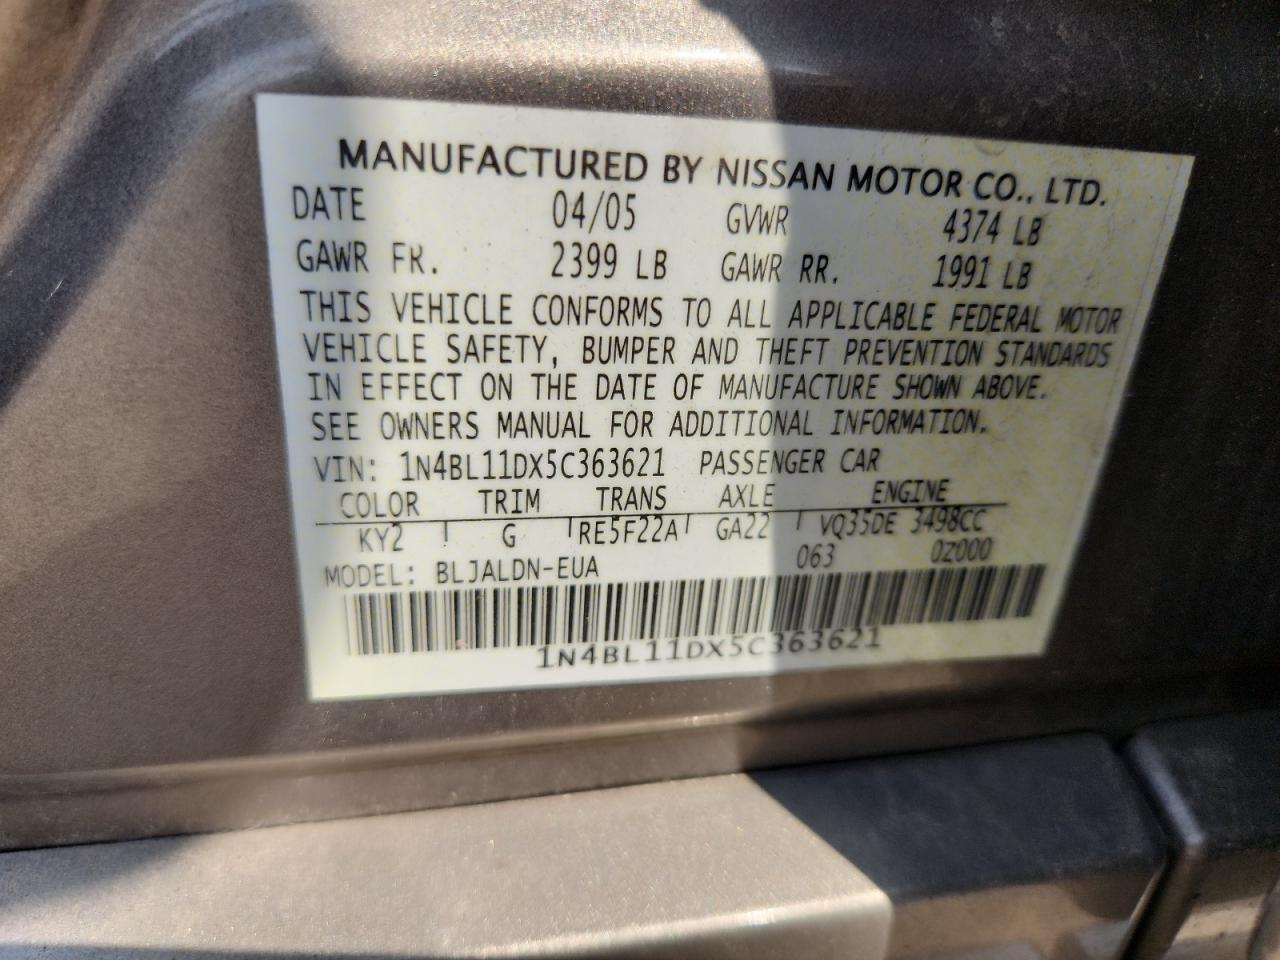 MANUFACTURED BY NISSAN MOTOR CO., LTD.
DATE 04/05 GVWR 4374 LB
GAWR FR. 2399 LB GAWR RR. 1991 LB
THIS VEHICLE CONFORMS TO ALL APPLICABLE FEDERAL MOTOR
VEHICLE SAFETY, BUMPER AND THEFT PREVENTION STANDARDS
IN EFFECT ON THE DATE OF MANUFACTURE SHOWN ABOVE.
SEE OWNERS MANUAL FOR ADDITIONAL INFORMATION.
VIN: 1N4BL11DX5C363621 PASSENGER CAR
COLOR TRIM TRANS AXLE ENGINE
KY2 G RE5F22A GA22 VQ35DE 3498CC
063 0Z000
MODEL: BLJALDN-EUA
1N4BL11DX5C363621